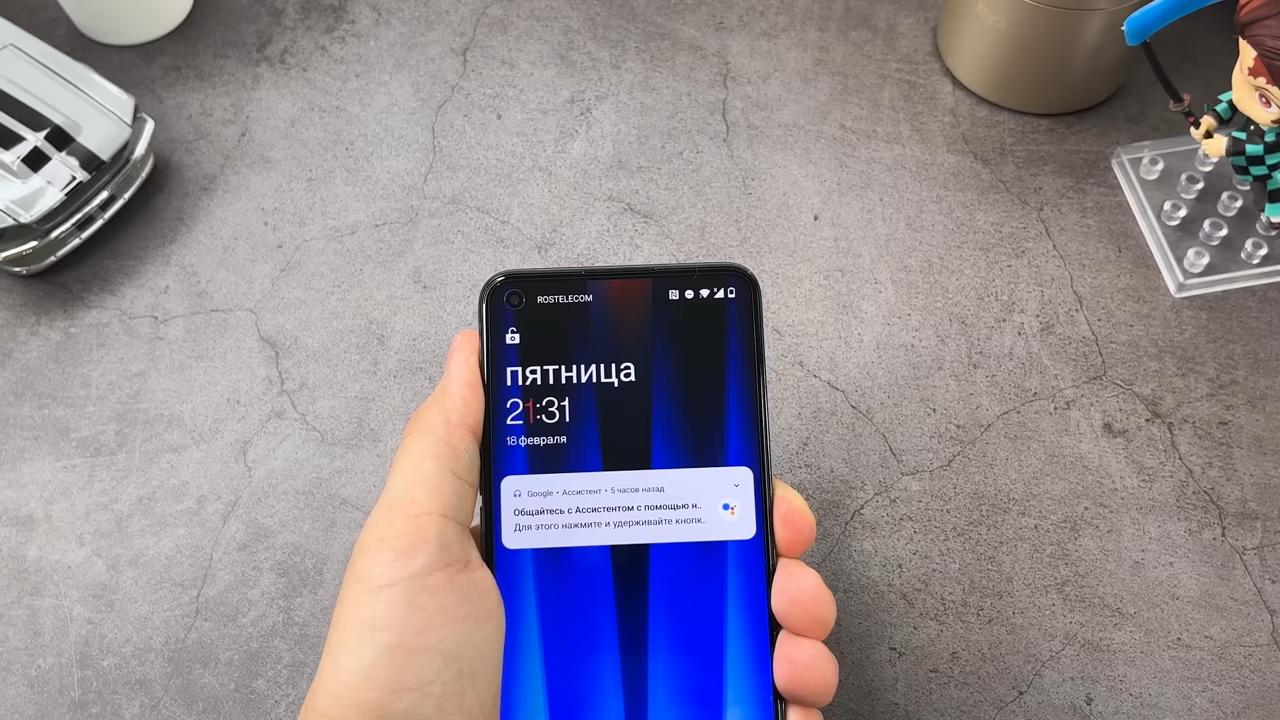 ROSTELECOM
пятница
21:31
18 февраля
Google • Ассистент • 5 часов назад
Общайтесь с Ассистентом с помощью н..
Для этого нажмите и удерживайте кнопк..